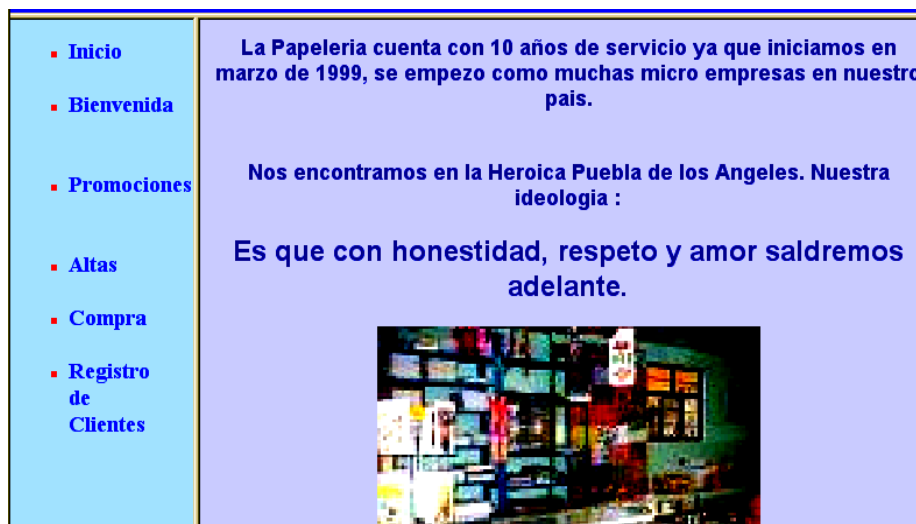 Inicio
Bienvenida
Promociones
Altas
Compra
Registro
de
Clientes
La Papeleria cuenta con 10 años de servicio ya que iniciamos en
marzo de 1999, se empezo como muchas micro empresas en nuestro
pais.
Nos encontramos en la Heroica Puebla de los Angeles. Nuestra
ideologia :
Es que con honestidad, respeto y amor saldremos
adelante.